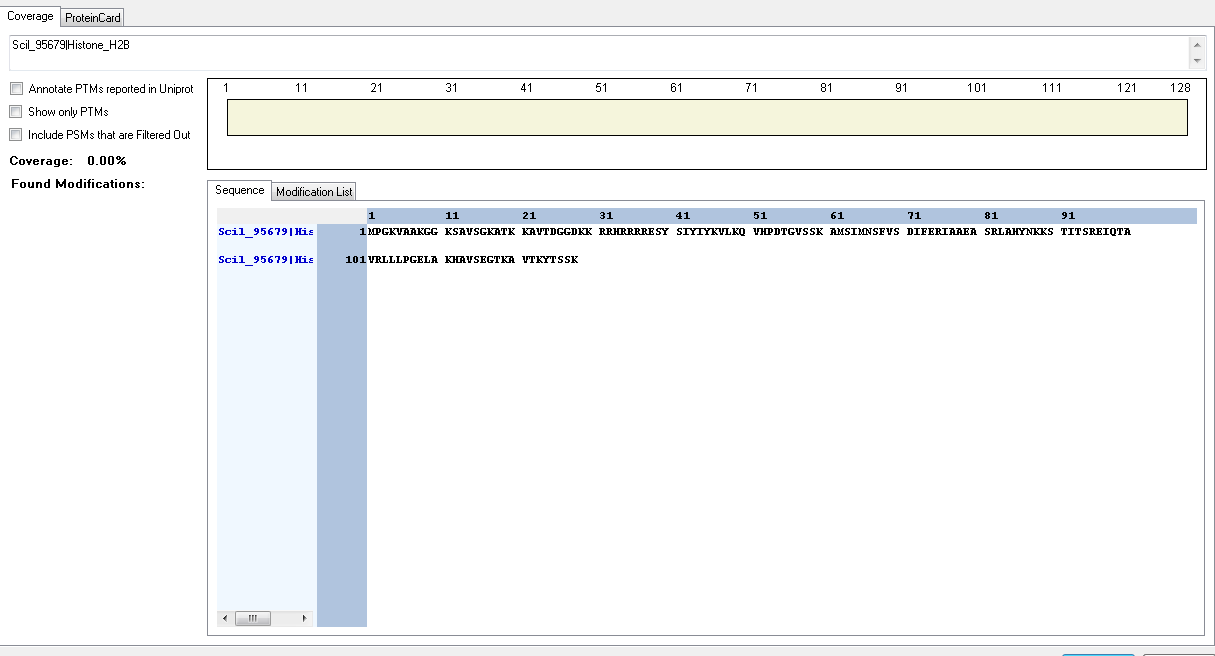 Coverage ProteinCard
Scil_95679|Histone_H2B
Annotate PTMs reported in Uniprot
Show only PTMs
Include PSMs that are Filtered Out
Coverage: 0.00%
Found Modifications:
1 11 21 31 41 51 61 71 81 91 101 111 121 128
Sequence Modification List
1 11 21 31 41 51 61 71 81 91
Scil_95679|His 1 MPGKVAAKGG KSAVSGKATK KAVTDGGDKK RRHRRRRESY SIYIYKVLKQ VHPDTGVSSK AMSIMNSFVS DIFERIAAEA SRLAHYNKKS TITSREIQTA
Scil_95679|His 101 VRLLLPGELA KHAVSEGTKA VTKYTSSK